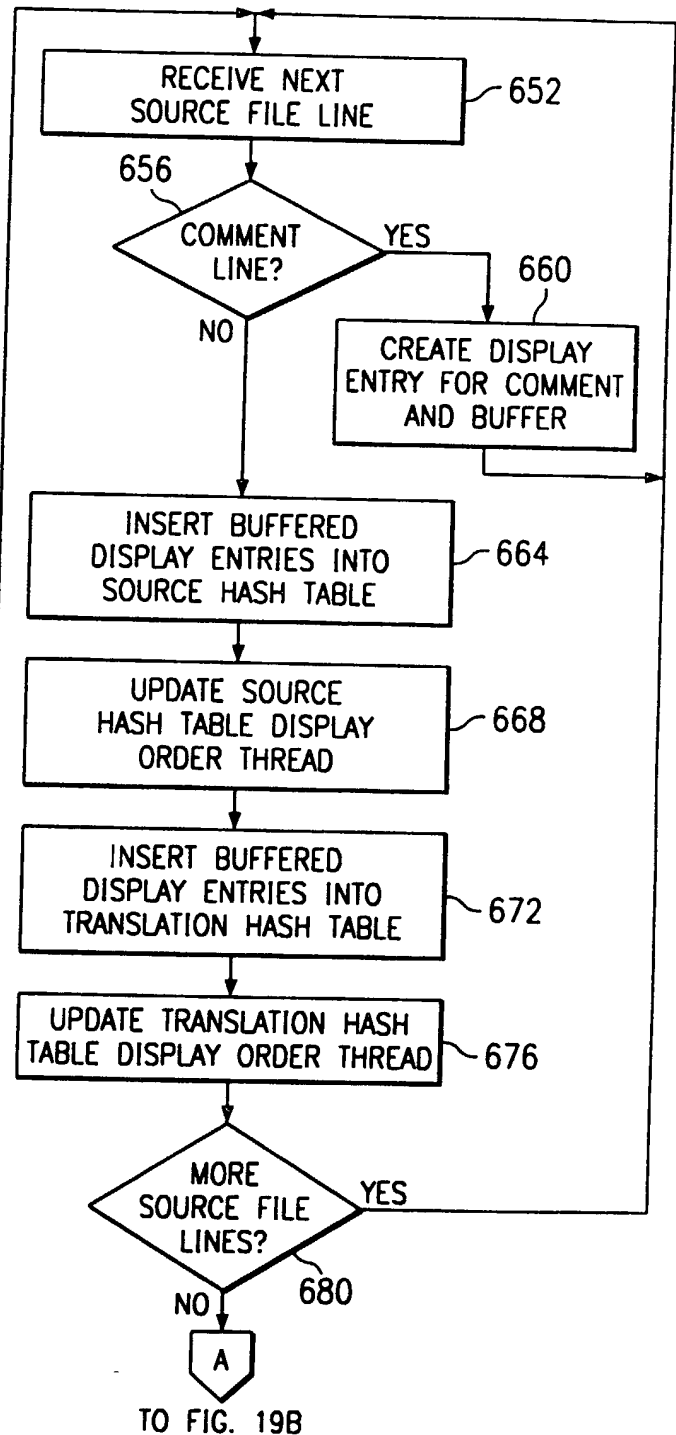 RECEIVE NEXT
SOURCE FILE LINE
652
656
COMMENT
LINE?
YES
NO
660
CREATE DISPLAY
ENTRY FOR COMMENT
AND BUFFER
INSERT BUFFERED
DISPLAY ENTRIES INTO
SOURCE HASH TABLE
664
UPDATE SOURCE
HASH TABLE DISPLAY
ORDER THREAD
668
INSERT BUFFERED
DISPLAY ENTRIES INTO
TRANSLATION HASH TABLE
672
UPDATE TRANSLATION HASH
TABLE DISPLAY ORDER THREAD
676
MORE
SOURCE FILE
LINES?
YES
680
NO
A
TO FIG. 19B